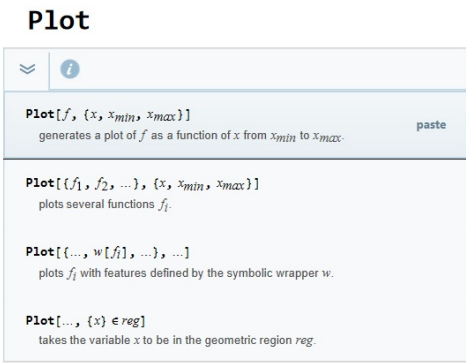 Plot
i
Plot[f, {x, xmin, xmax}]
generates a plot of f as a function of x from xmin to xmax.
paste
Plot[{f1, f2, …}, {x, xmin, xmax}]
plots several functions fi.
Plot[{…, w[fi], …}, …]
plots fi with features defined by the symbolic wrapper w.
Plot[…, {x} ∈ reg]
takes the variable x to be in the geometric region reg.